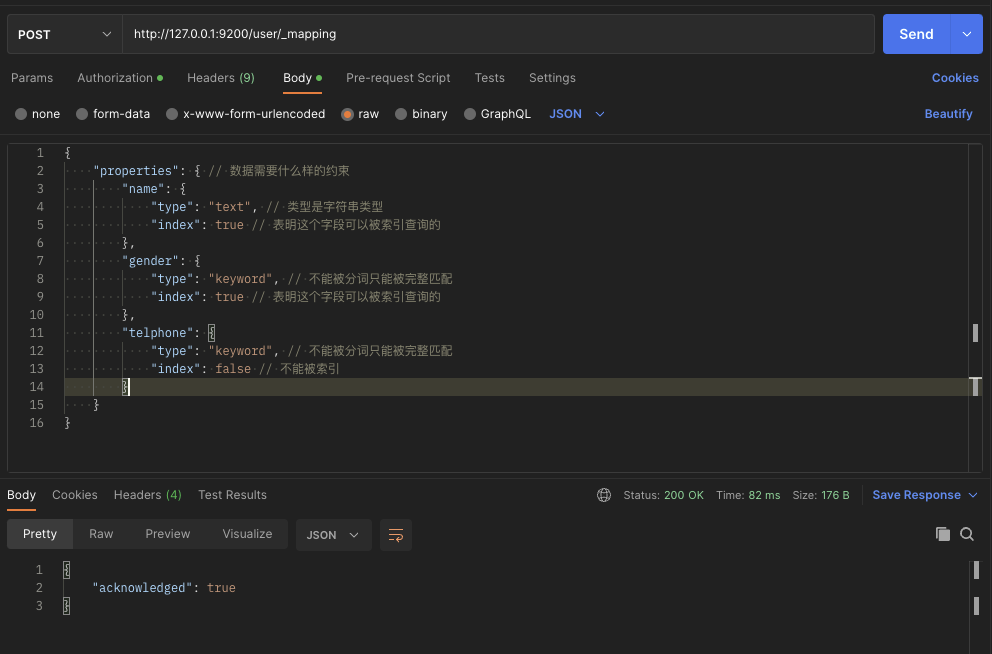 POST http://127.0.0.1:9200/user/_mapping Send
Params Authorization Headers (9) Body Pre-request Script Tests Settings Cookies
none form-data x-www-form-urlencoded raw binary GraphQL JSON Beautify
1 {
2 "properties": { // 数据需要什么样的约束
3 "name": {
4 "type": "text", // 类型是字符串类型
5 "index": true // 表明这个字段可以被索引查询的
6 },
7 "gender": {
8 "type": "keyword", // 不能被分词只能被完整匹配
9 "index": true // 表明这个字段可以被索引查询的
10 },
11 "telphone": {
12 "type": "keyword", // 不能被分词只能被完整匹配
13 "index": false // 不能被索引
14 }
15 }
16 }
Body Cookies Headers (4) Test Results Status: 200 OK Time: 82 ms Size: 176 B Save Response
Pretty Raw Preview Visualize JSON
1 {
2 "acknowledged": true
3 }